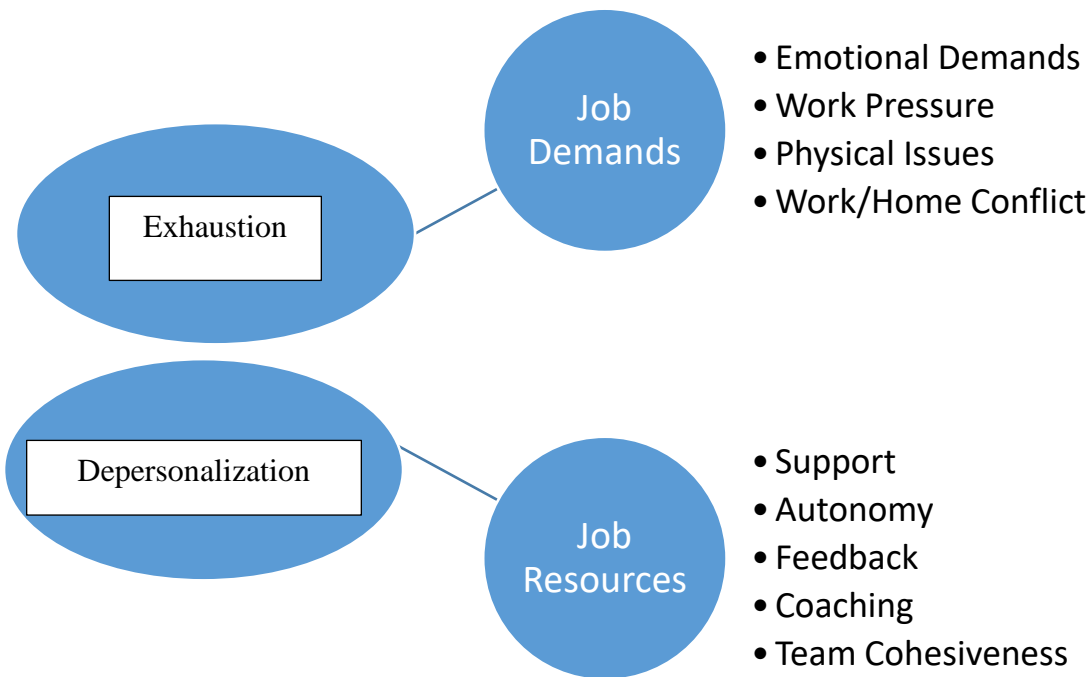 Exhaustion
Job
Demands
• Emotional Demands
• Work Pressure
• Physical Issues
• Work/Home Conflict
Depersonalization
Job
Resources
• Support
• Autonomy
• Feedback
• Coaching
• Team Cohesiveness